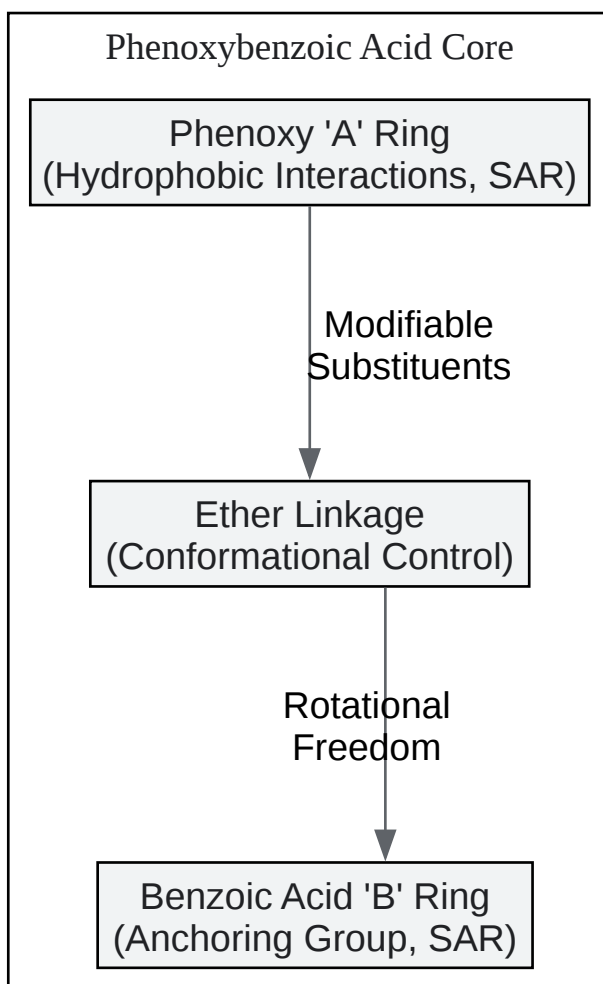 Phenoxybenzoic Acid Core
Phenoxy 'A' Ring
(Hydrophobic Interactions, SAR)
Modifiable
Substituents
Ether Linkage
(Conformational Control)
Rotational
Freedom
Benzoic Acid 'B' Ring
(Anchoring Group, SAR)